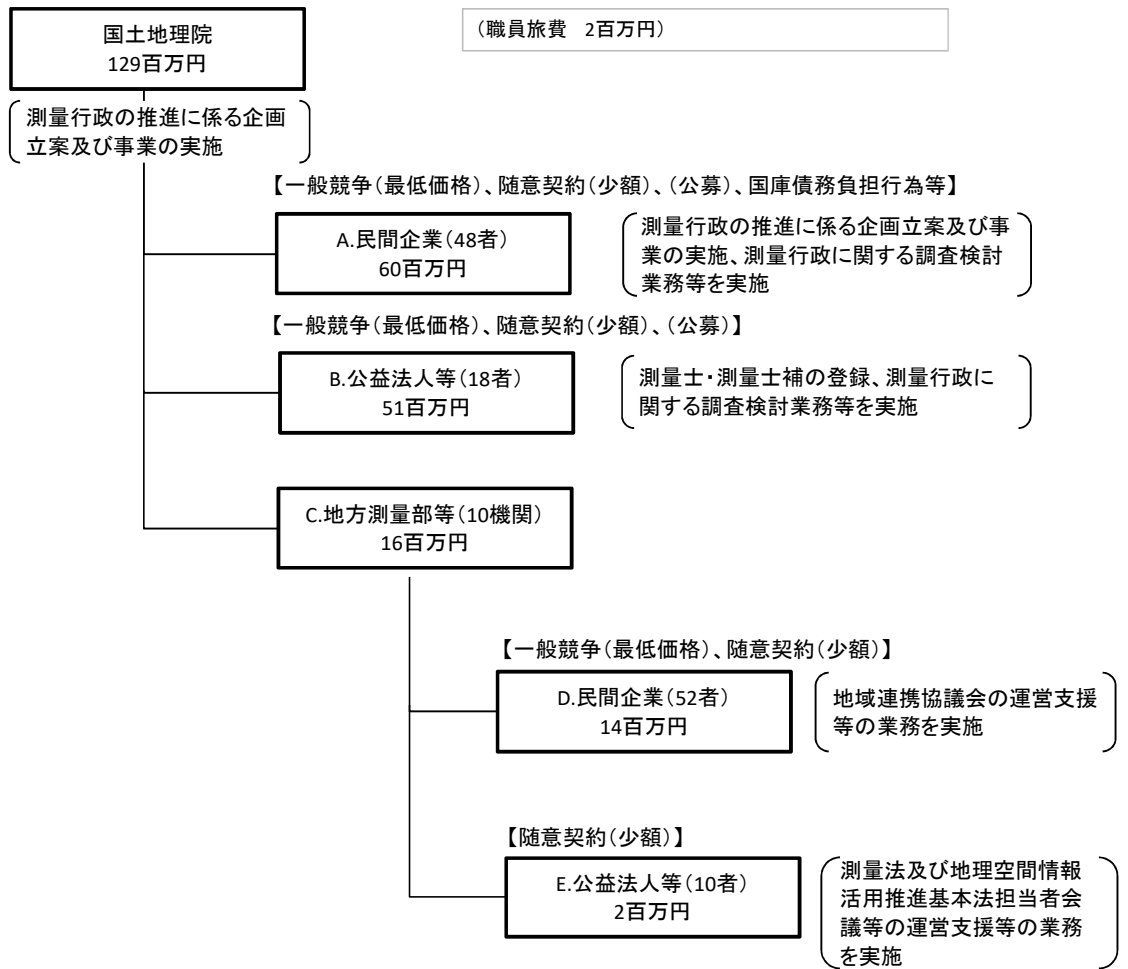 国土地理院
129百万円
(職員旅費 2百万円)
測量行政の推進に係る企画
立案及び事業の実施
【一般競争(最低価格)、随意契約(少額)、(公募)、国庫債務負担行為等】
A.民間企業(48者)
60百万円
測量行政の推進に係る企画立案及び事
業の実施、測量行政に関する調査検討
業務等を実施
【一般競争(最低価格)、随意契約(少額)、(公募)】
B.公益法人等(18者)
51百万円
測量士・測量士補の登録、測量行政に
関する調査検討業務等を実施
C.地方測量部等(10機関)
16百万円
【一般競争(最低価格)、随意契約(少額)】
D.民間企業(52者)
14百万円
地域連携協議会の運営支援
等の業務を実施
【随意契約(少額)】
E.公益法人等(10者)
2百万円
測量法及び地理空間情報
活用推進基本法担当者会
議等の運営支援等の業務
を実施